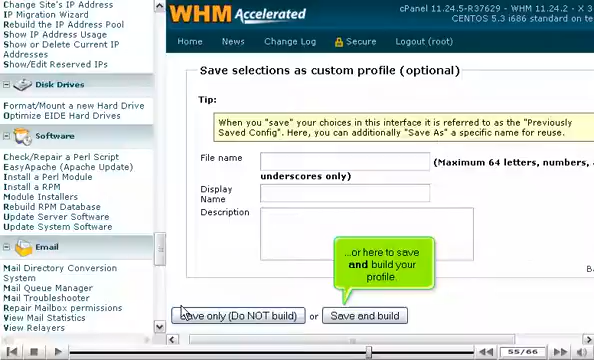 Change Site's IP Address
IP Migration Wizard
Rebuild the IP Address Pool
Show IP Address Usage
Show or Delete Current IP
Addresses
Show/Edit Reserved IPs
Disk Drives
Format/Mount a new Hard Drive
Optimize EIDE Hard Drives
Software
Check/Repair a Perl Script
EasyApache (Apache Update)
Install a Perl Module
Install a RPM
Module Installers
Rebuild RPM Database
Update Server Software
Update System Software
Email
Mail Directory Conversion
System
Mail Queue Manager
Mail Troubleshooter
Repair Mailbox permissions
View Mail Statistics
View Relayers
WHM Accelerated
cPanel 11.24.5-R37629 - WHM 11.24.2 - X 3
CENTOS 5.3 i686 standard on te
Home News Change Log Secure Logout (root)
Save selections as custom profile (optional)
Tip:
When you "save" your choices in this interface it is referred to as the "Previously
Saved Config". Here, you can additionally "Save As" a specific name for reuse.
File name
(Maximum 64 letters, numbers,
underscores only)
Display
Name
Description
...or here to save
and build your
profile.
Save only (Do NOT build) or Save and build
55/66